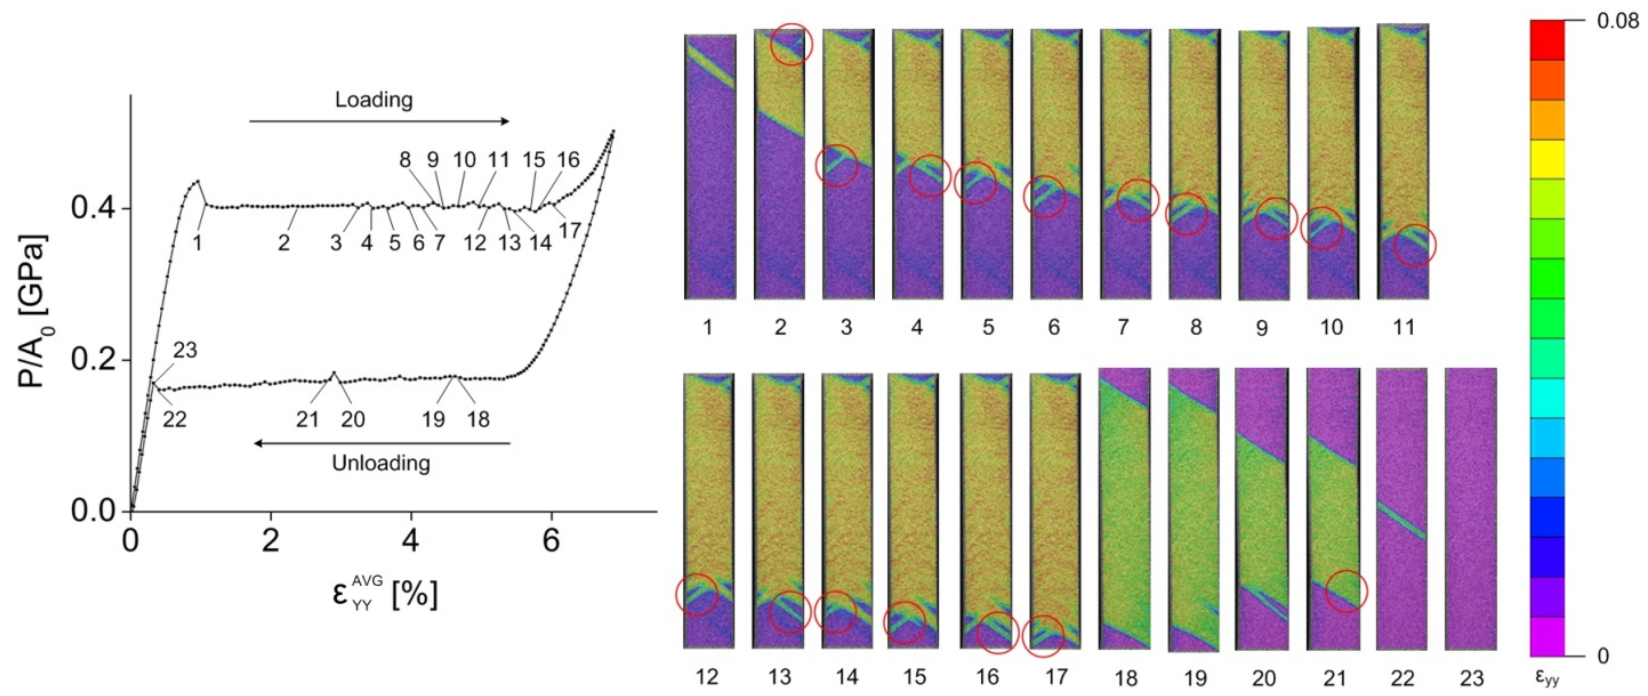 Loading
8 9 10 11 15 16
0.4
1 2 3 4 5 6 7 12 13 14 17
P/A0 [GPa]
23
0.2
22 21 20 19 18
Unloading
0.0
0 2 4 6
εYY AVG [%]
1 2 3 4 5 6 7 8 9 10 11
12 13 14 15 16 17 18 19 20 21 22 23
0.08
0
εyy